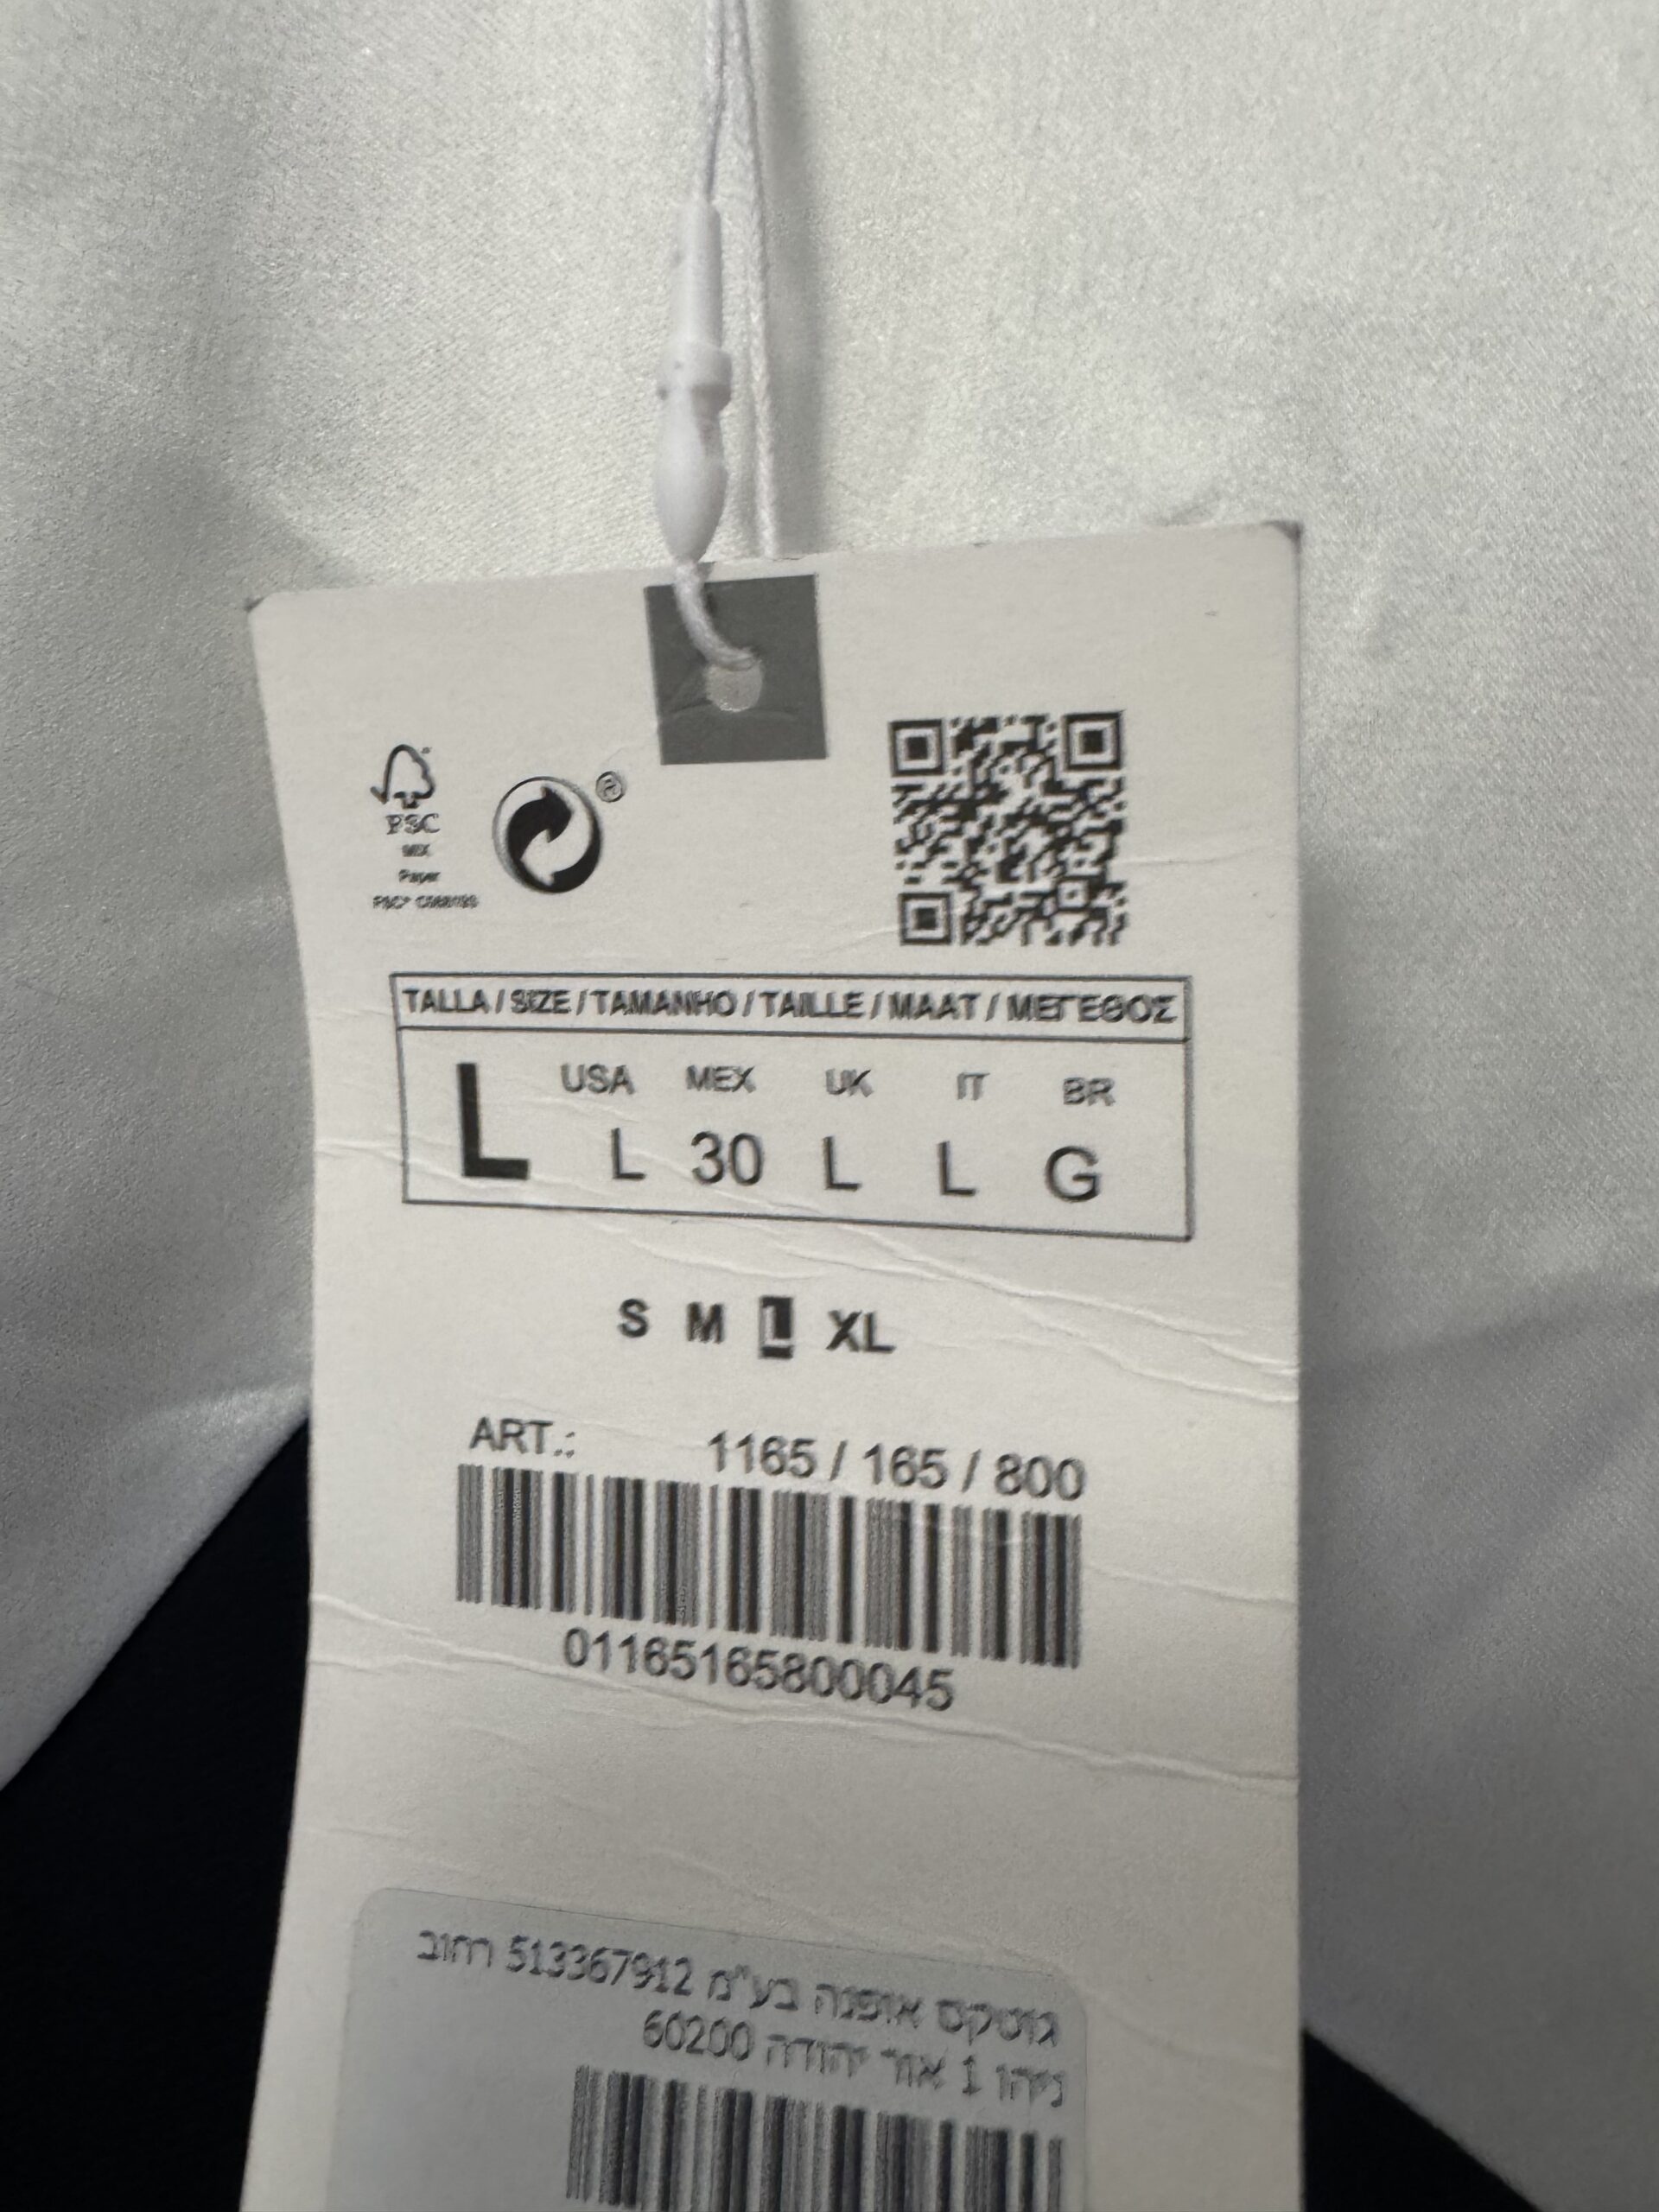 FSC
MIX
Paper
®
TALLA / SIZE / TAMANHO / TAILLE / MAAT / ΜΕΓΕΘΟΣ
USA MEX UK IT BR
L L 30 L L G
S M L XL
ART.: 1165 / 165 / 800
01165165800045
גוטקס אופנה בע"מ 513367912 רחוב
1 אור יהודה 60200